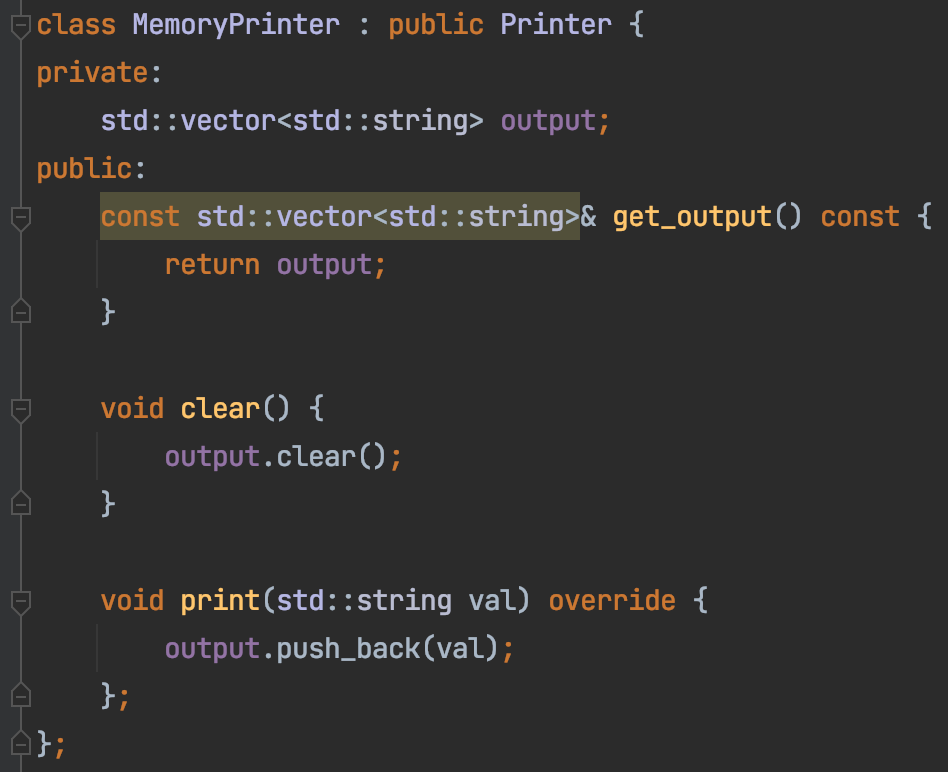 class MemoryPrinter : public Printer {
private:
    std::vector<std::string> output;
public:
    const std::vector<std::string>& get_output() const {
        return output;
    }

    void clear() {
        output.clear();
    }

    void print(std::string val) override {
        output.push_back(val);
    };
};